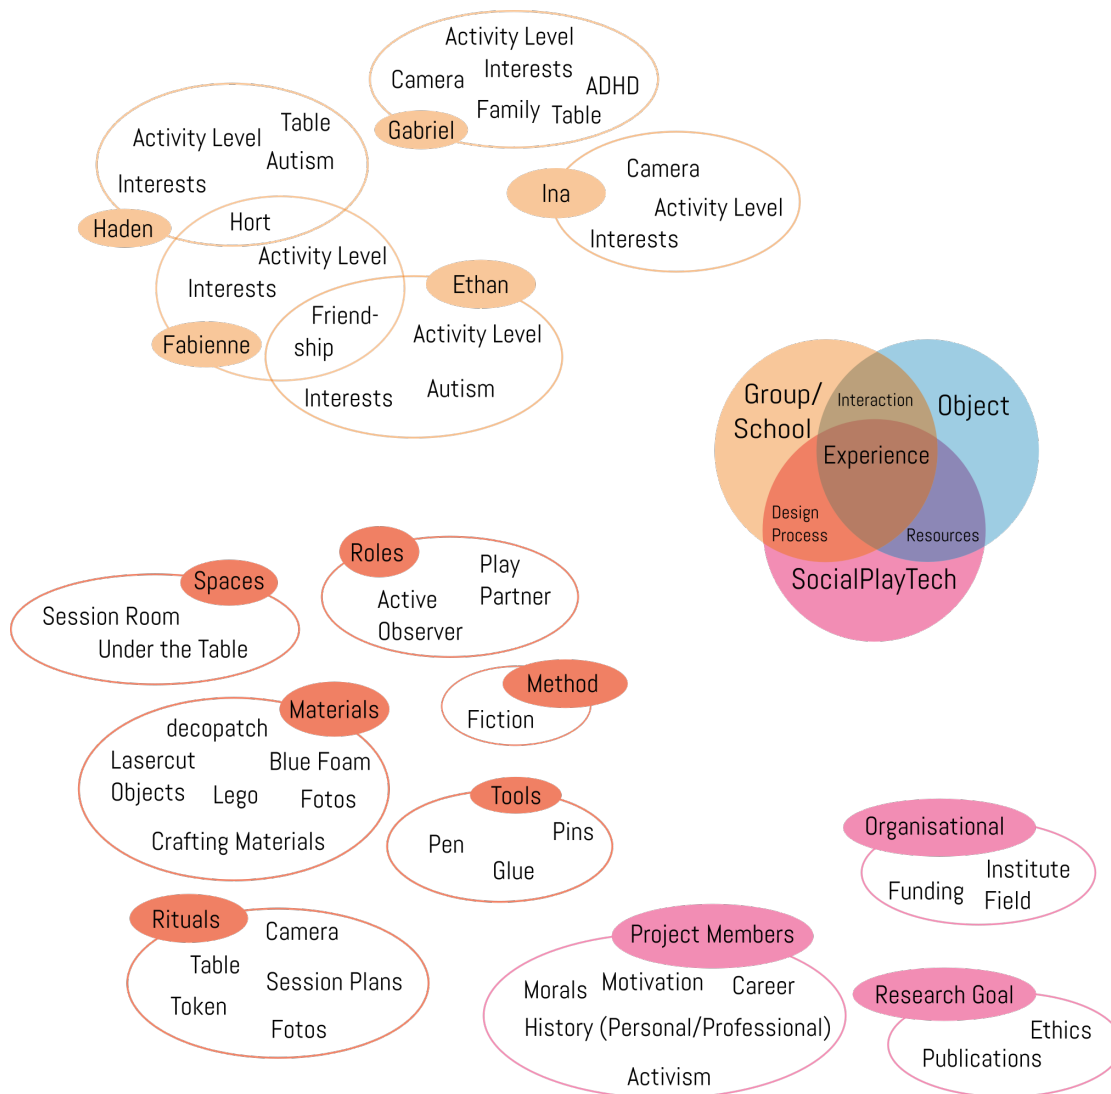 Activity Level
Interests
Camera
ADHD
Family
Table
Gabriel
Table
Activity Level
Autism
Interests
Haden
Hort
Camera
Ina
Activity Level
Interests
Activity Level
Interests
Friend-
ship
Fabienne
Ethan
Activity Level
Interests
Autism
Group/
School
Interaction
Object
Experience
Design
Process
Resources
SocialPlayTech
Spaces
Session Room
Under the Table
Roles
Play
Partner
Active
Observer
Method
Fiction
Materials
decopatch
Lasercut
Objects
Blue Foam
Lego
Fotos
Crafting Materials
Tools
Pen
Pins
Glue
Rituals
Camera
Table
Session Plans
Token
Fotos
Organisational
Funding
Institute
Field
Project Members
Morals
Motivation
Career
History (Personal/Professional)
Activism
Research Goal
Ethics
Publications